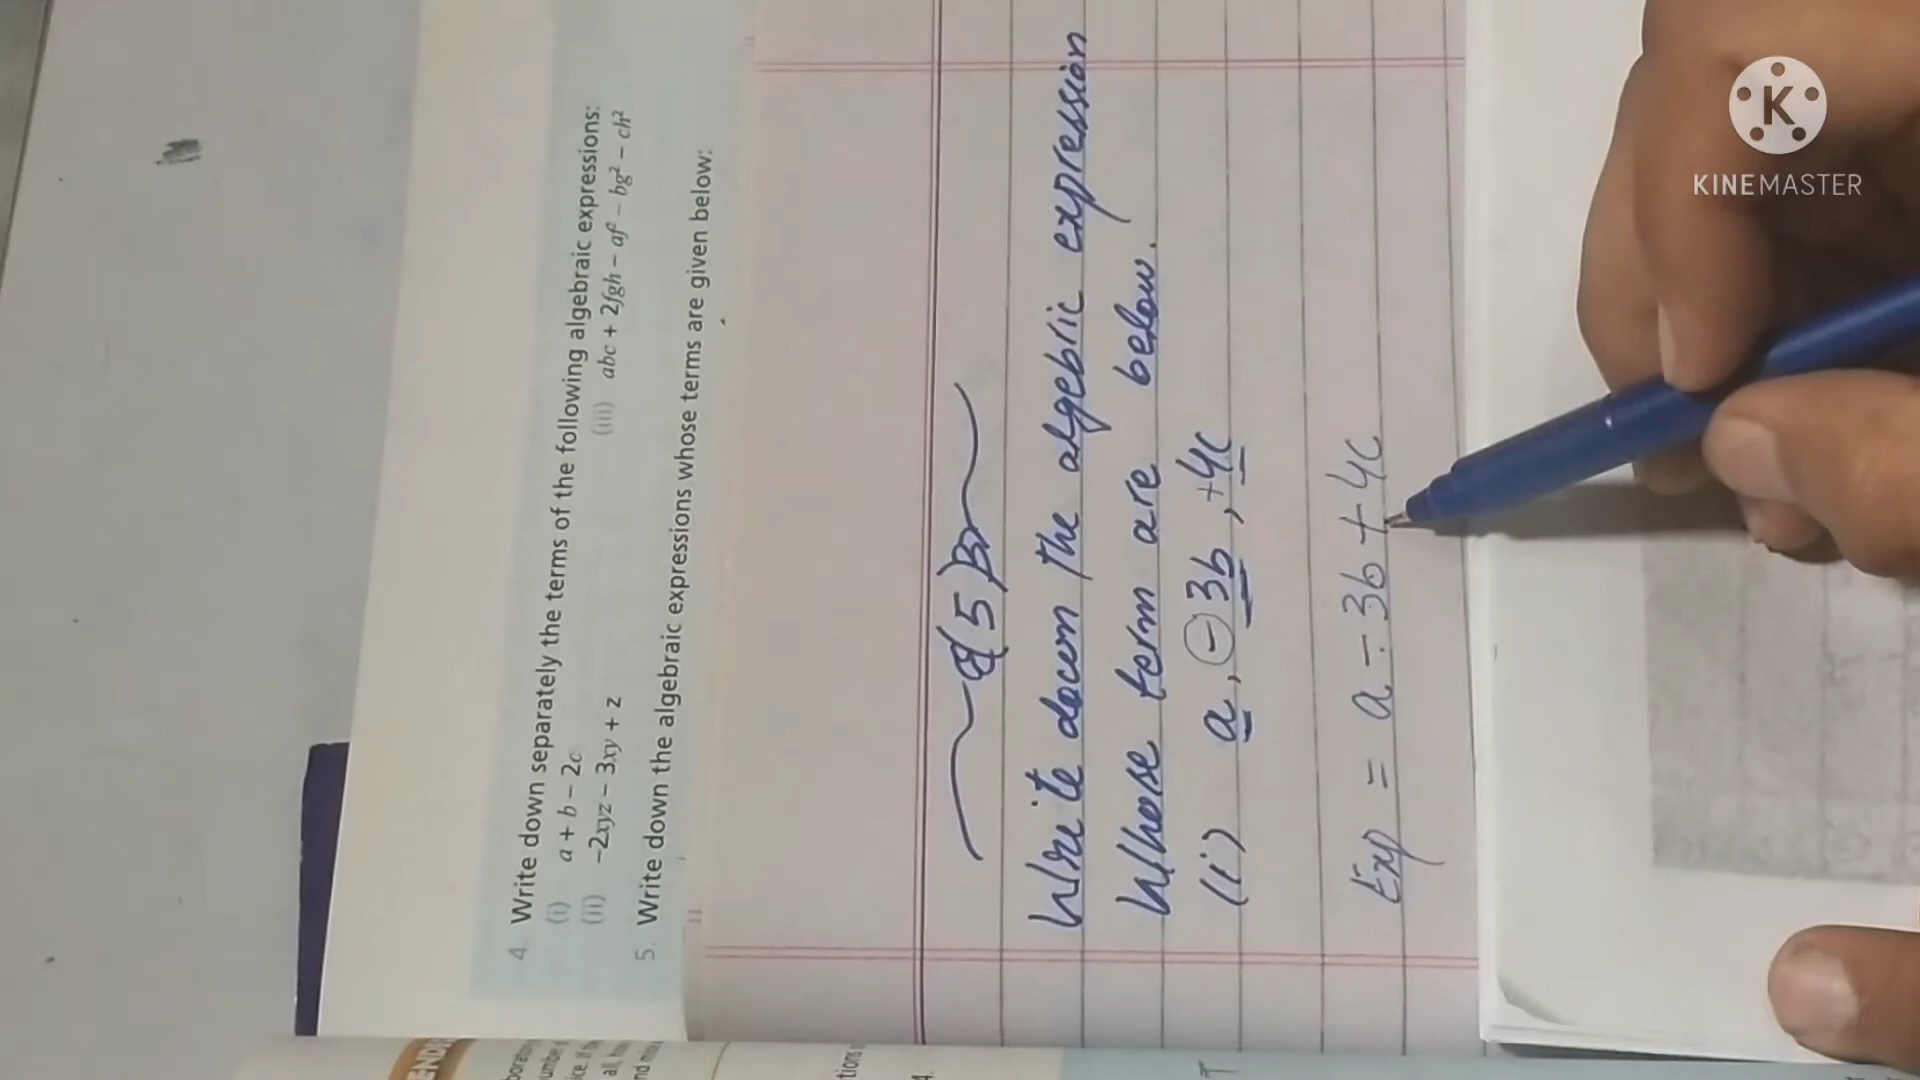 4. Write down separately the terms of the following algebraic expressions:
(i) a + b − 2c
(ii) −2xyz − 3xy + z
(iii) abc + 2fgh − af² − bg² − ch²
5. Write down the algebraic expressions whose terms are given below:
Q(5)
Write down the algebric expression
Whose term are below.
(i) a, −3b, +4c
Exp = a − 3b + 4c
KINEMASTER